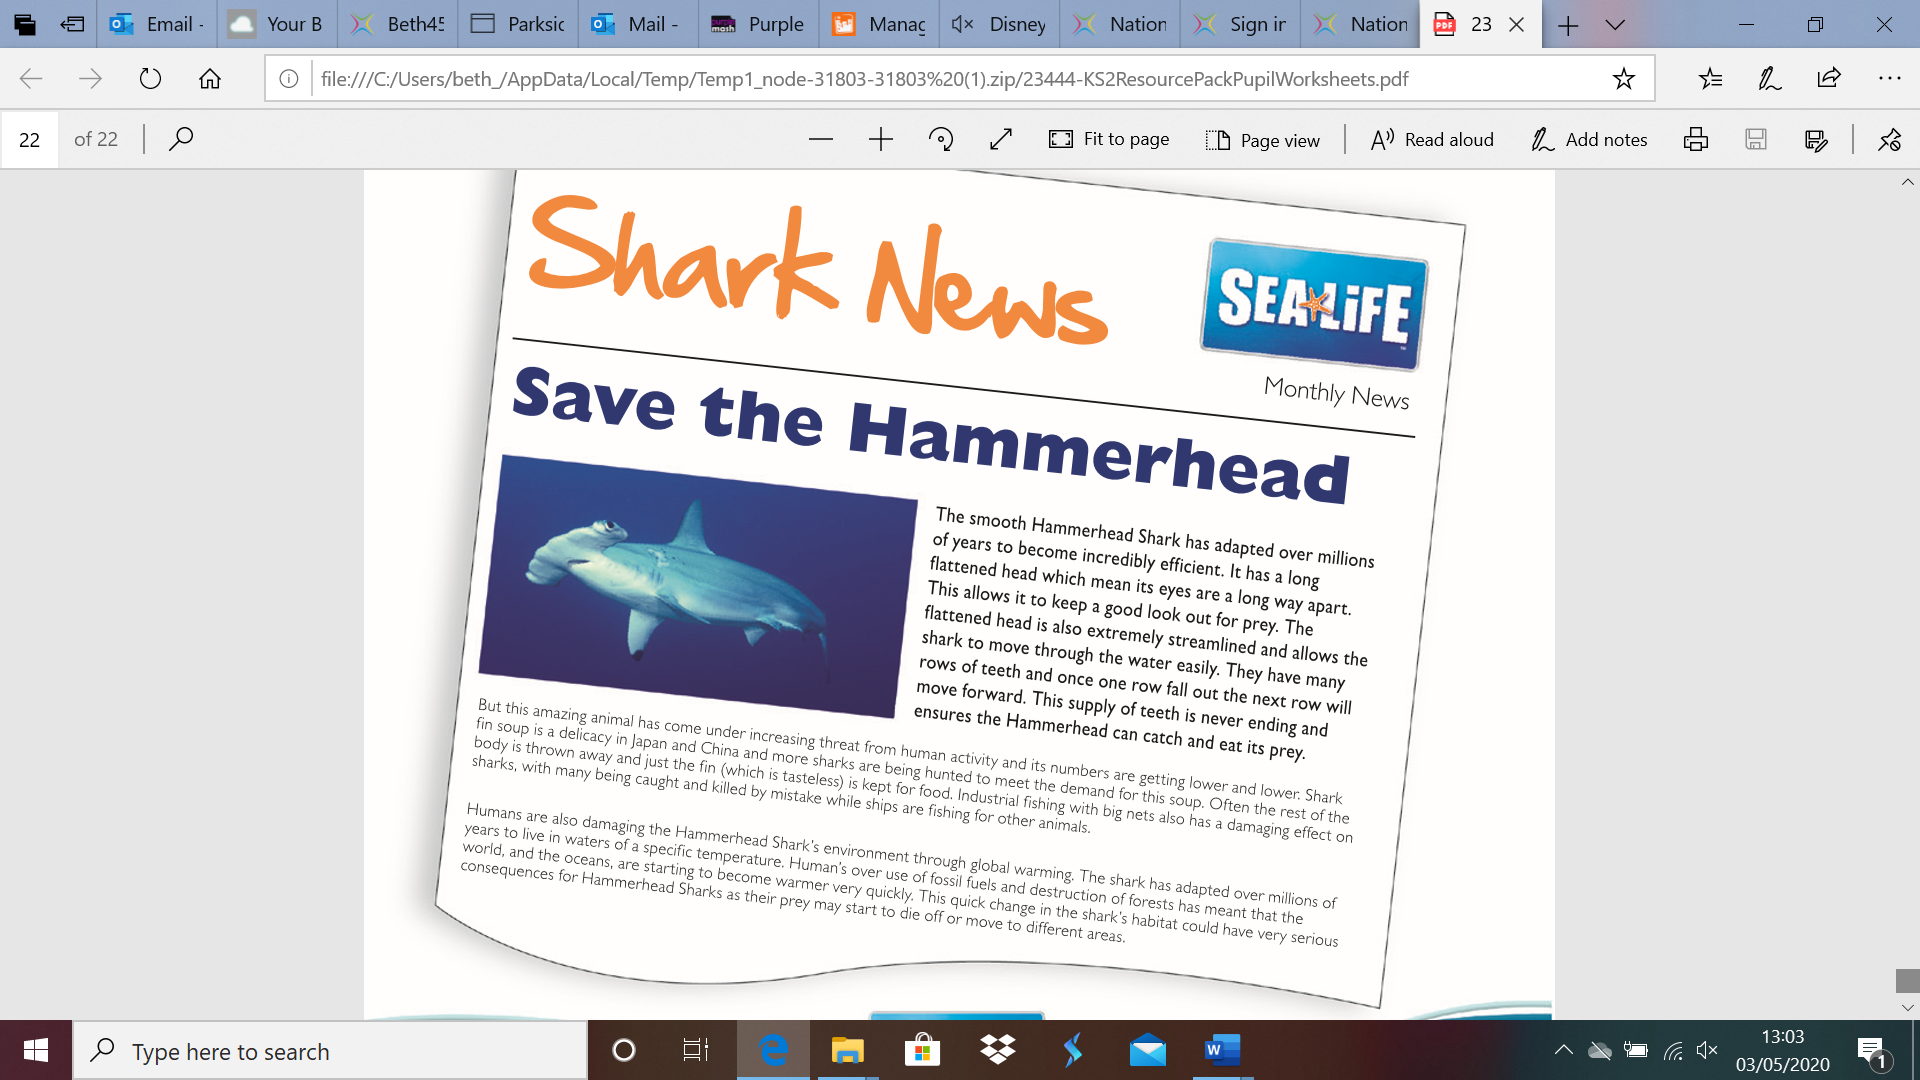 Email -
Your B
Beth45
Parksic
Mail -
Purple
Manag
Disney
Nation
Sign ir
Nation
PDF
23
file:///C:/Users/beth_/AppData/Local/Temp/Temp1_node-31803-31803%20(1).zip/23444-KS2ResourcePackPupilWorksheets.pdf
22 of 22
Fit to page
Page view
Read aloud
Add notes
Shark News
SEA LiFE
Monthly News
Save the Hammerhead
The smooth Hammerhead Shark has adapted over millions
of years to become incredibly efficient. It has a long
flattened head which mean its eyes are a long way apart.
This allows it to keep a good look out for prey. The
flattened head is also extremely streamlined and allows the
shark to move through the water easily. They have many
rows of teeth and once one row fall out the next row will
move forward. This supply of teeth is never ending and
ensures the Hammerhead can catch and eat its prey.
But this amazing animal has come under increasing threat from human activity and its numbers are getting lower and lower. Shark
fin soup is a delicacy in Japan and China and more sharks are being hunted to meet the demand for this soup. Often the rest of the
body is thrown away and just the fin (which is tasteless) is kept for food. Industrial fishing with big nets also has a damaging effect on
sharks, with many being caught and killed by mistake while ships are fishing for other animals.
Humans are also damaging the Hammerhead Shark's environment through global warming. The shark has adapted over millions of
years to live in waters of a specific temperature. Human's over use of fossil fuels and destruction of forests has meant that the
world, and the oceans, are starting to become warmer very quickly. This quick change in the shark's habitat could have very serious
consequences for Hammerhead Sharks as their prey may start to die off or move to different areas.
Type here to search
13:03
03/05/2020
1